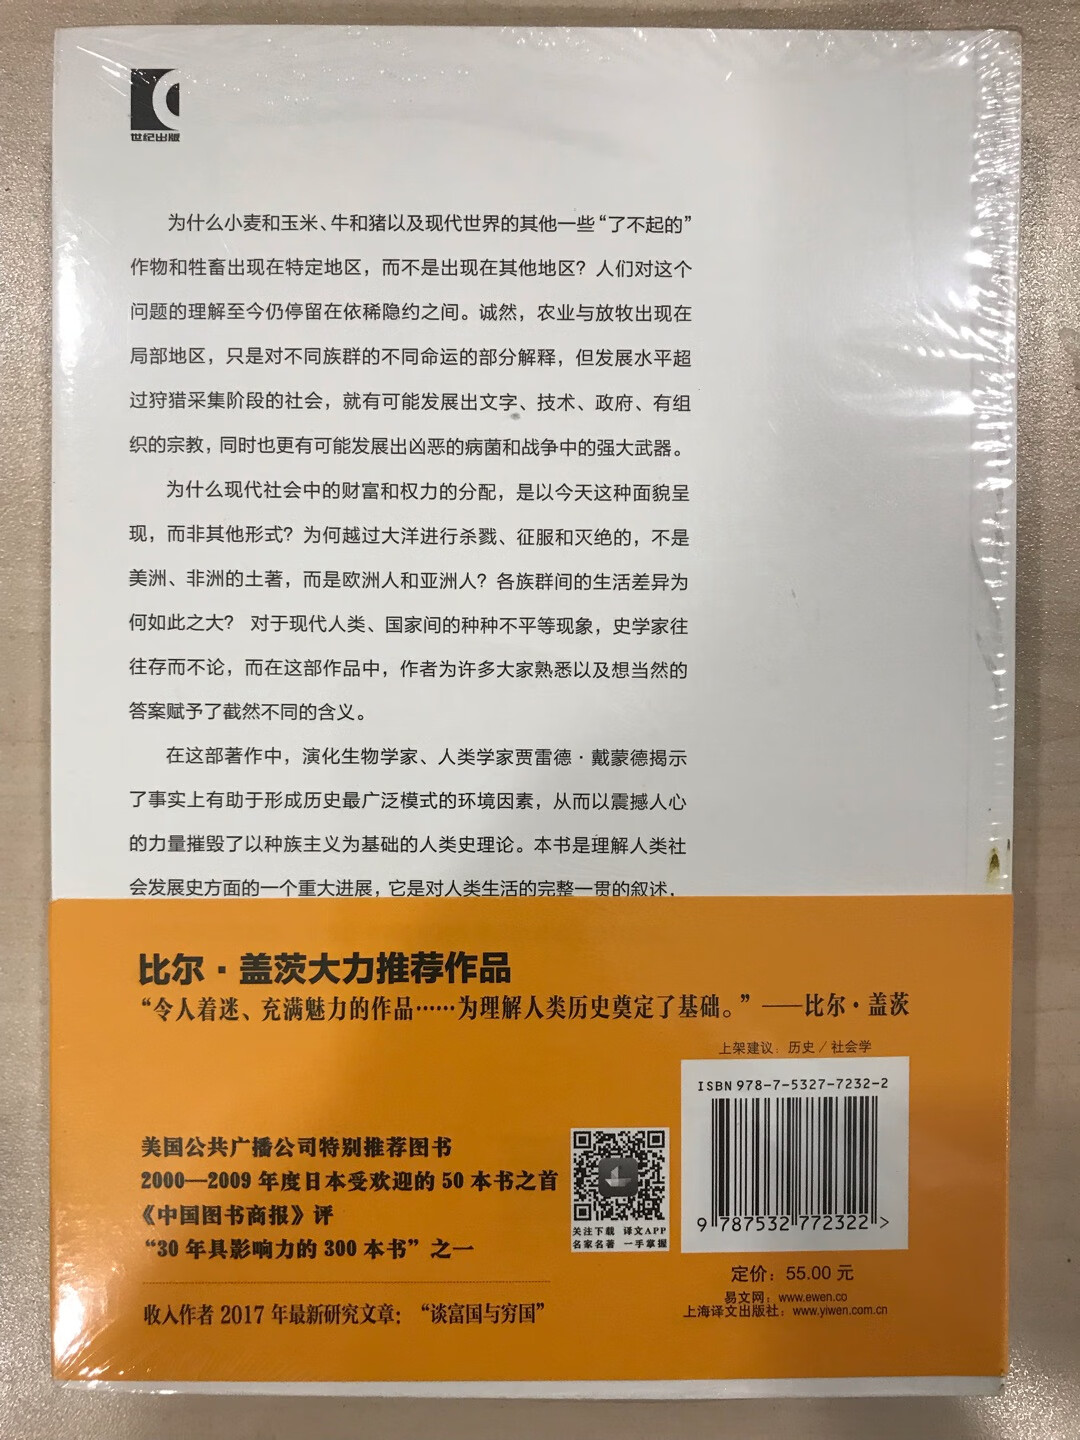 世纪出版
为什么小麦和玉米、牛和猪以及现代世界的其他一些“了不起的”
作物和牲畜出现在特定地区，而不是出现在其他地区？人们对这个
问题的理解至今仍停留在依稀隐约之间。诚然，农业与放牧出现在
局部地区，只是对不同族群的不同命运的部分解释，但发展水平超
过狩猎采集阶段的社会，就有可能发展出文字、技术、政府、有组
织的宗教，同时也更有可能发展出凶恶的病菌和战争中的强大武器。
为什么现代社会中的财富和权力的分配，是以今天这种面貌呈
现，而非其他形式？为何越过大洋进行杀戮、征服和灭绝的，不是
美洲、非洲的土著，而是欧洲人和亚洲人？各族群间的生活差异为
何如此之大？ 对于现代人类、国家间的种种不平等现象，史学家往
往存而不论，而在这部作品中，作者为许多大家熟悉以及想当然的
答案赋予了截然不同的含义。
在这部著作中，演化生物学家、人类学家贾雷德·戴蒙德揭示
了事实上有助于形成历史最广泛模式的环境因素，从而以震撼人心
的力量摧毁了以种族主义为基础的人类史理论。本书是理解人类社
会发展史方面的一个重大进展，它是对人类生活的完整一贯的叙述，
比尔·盖茨大力推荐作品
“令人着迷、充满魅力的作品……为理解人类历史奠定了基础。”——比尔·盖茨
上架建议：历史／社会学
ISBN 978-7-5327-7232-2
9 787532 772322 >
美国公共广播公司特别推荐图书
2000—2009 年度日本受欢迎的 50 本书之首
《中国图书商报》评
“30 年具影响力的 300 本书”之一
关注下载 译文APP
名家名著 一手掌握
定价：55.00 元
易文网：www.ewen.co
上海译文出版社：www.yiwen.com.cn
收入作者 2017 年最新研究文章：“谈富国与穷国”